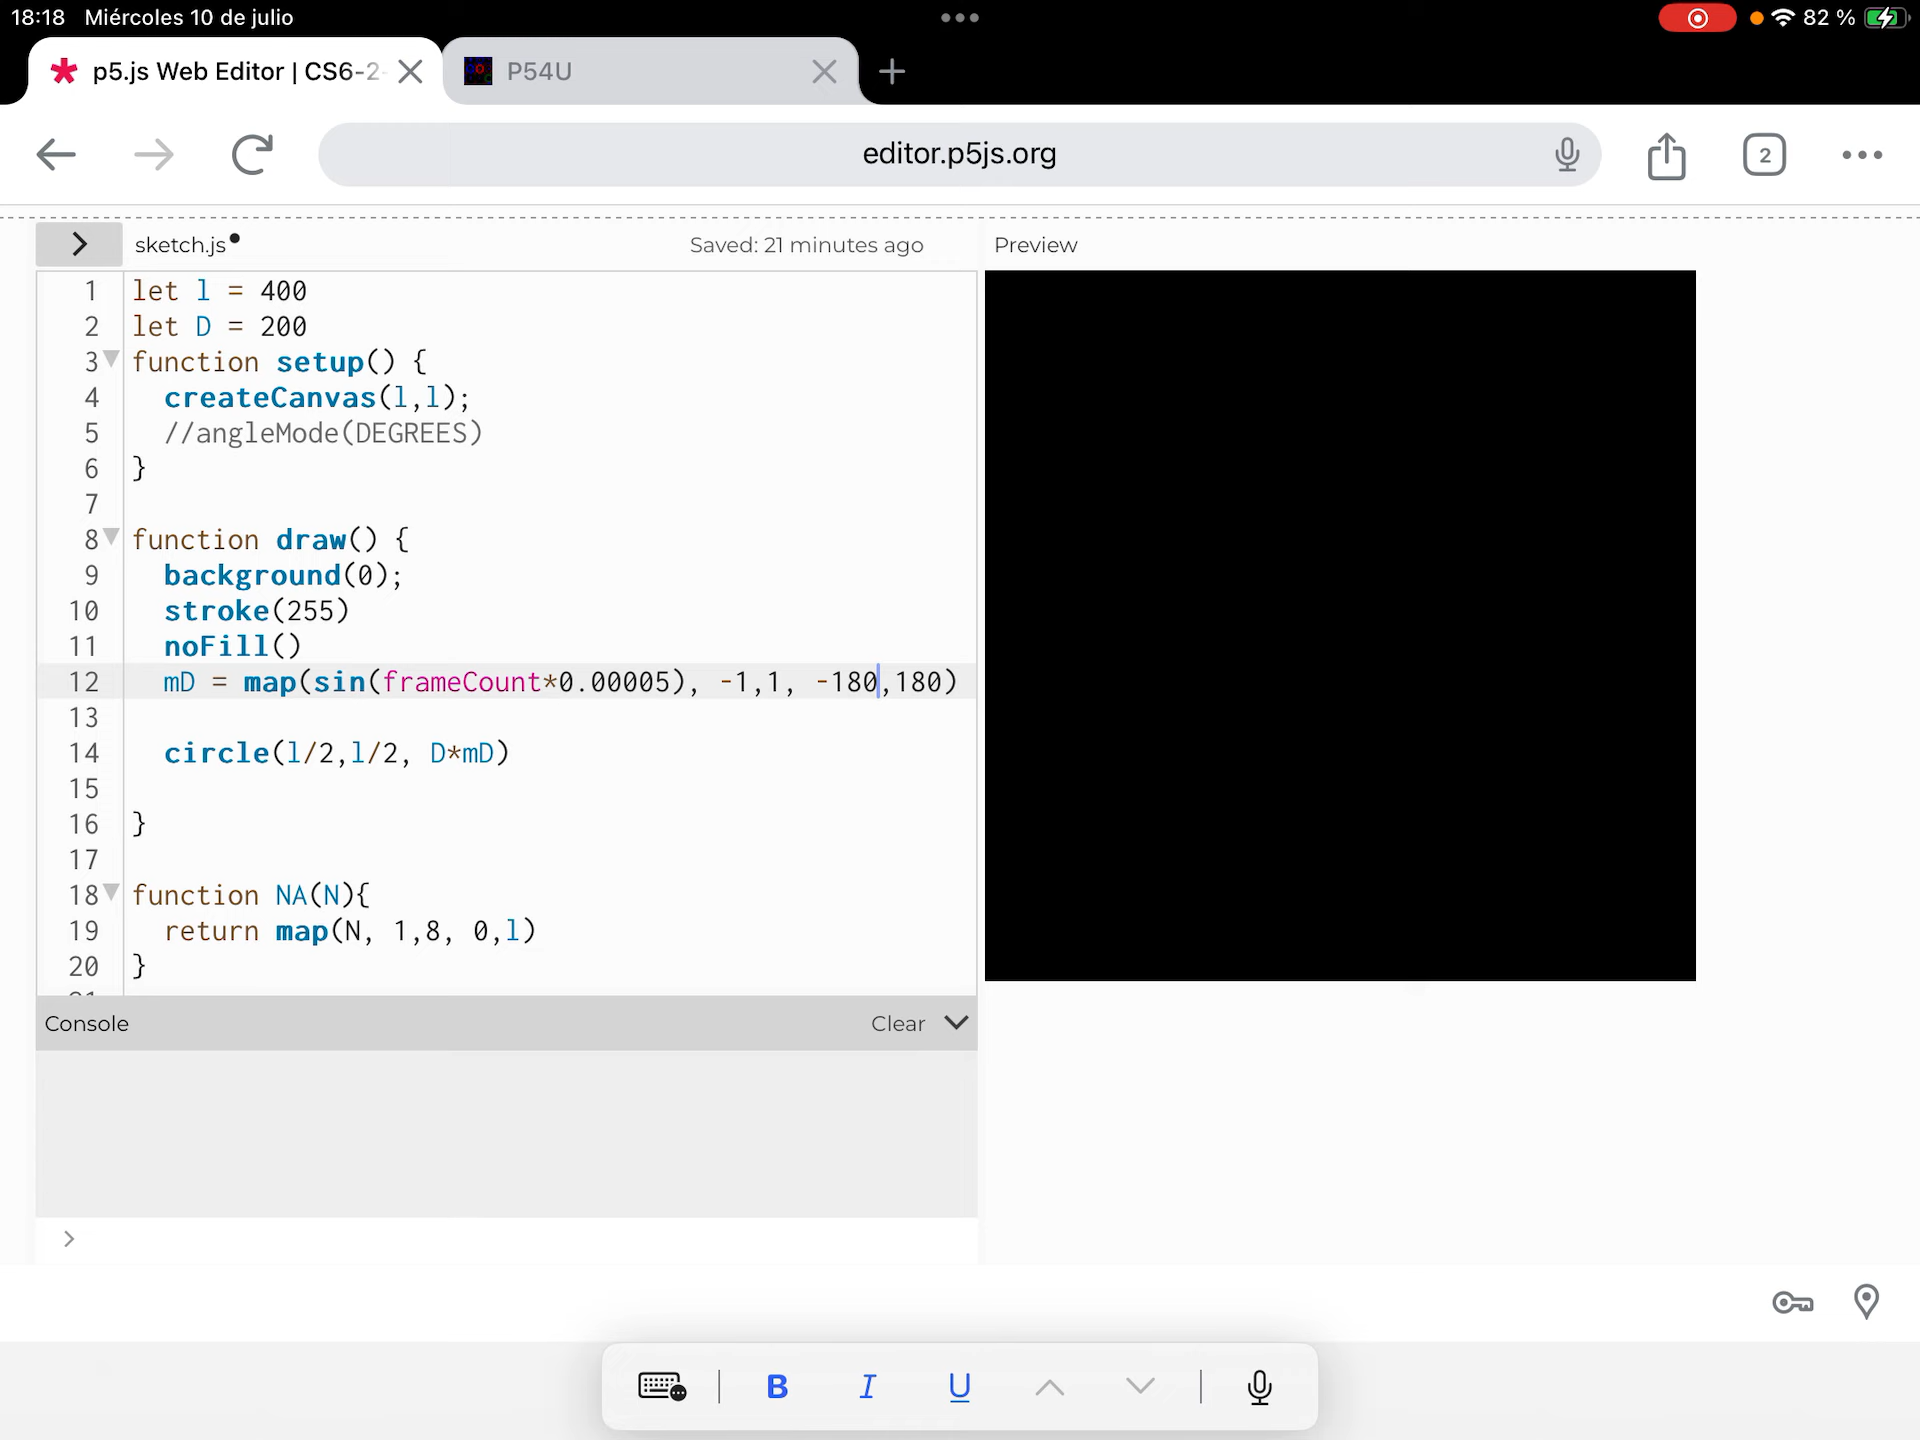 18:18 Miércoles 10 de julio
82 %
p5.js Web Editor | CS6-2
P54U
editor.p5js.org
2
sketch.js
Saved: 21 minutes ago
Preview
1 let l = 400
2 let D = 200
3 function setup() {
4 createCanvas(l,l);
5 //angleMode(DEGREES)
6 }
7
8 function draw() {
9 background(0);
10 stroke(255)
11 noFill()
12 mD = map(sin(frameCount*0.00005), -1,1, -180,180)
13
14 circle(l/2,l/2, D*mD)
15
16 }
17
18 function NA(N){
19 return map(N, 1,8, 0,l)
20 }
21
Console
Clear
>
B I U